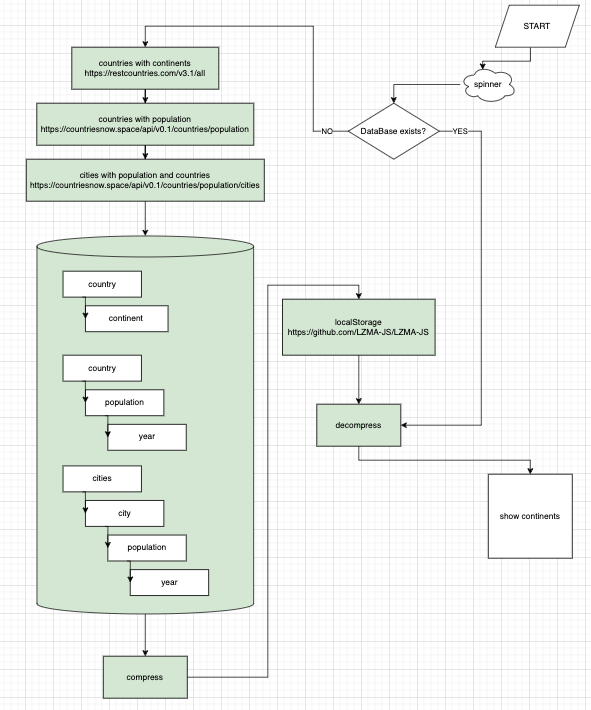 START
spinner
DataBase exists?
NO
YES
countries with continents
https://restcountries.com/v3.1/all
countries with population
https://countriesnow.space/api/v0.1/countries/population
cities with population and countries
https://countriesnow.space/api/v0.1/countries/population/cities
country
continent
country
population
year
cities
city
population
year
compress
localStorage
https://github.com/LZMA-JS/LZMA-JS
decompress
show continents